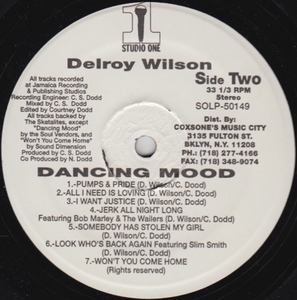 1
STUDIO ONE
Delroy Wilson
Side Two
33 1/3 RPM
Stereo
SOLP-50149
All tracks recorded
at Jamaica Recording
& Publishing Studios
Recording Engineer: C. S. Dodd
Mixed by C. S. Dodd
Edited by Courtney Dodd
All tracks backed by
The Skatalites, except
"Dancing Mood"
by the Soul Vendors, and
"Won't You Come Home"
by Sound Dimension
Produced by C. S. Dodd
Co Produced by N. Dodd
Dist. By:
COXSONE'S MUSIC CITY
3135 FULTON ST.
BKLYN, N.Y. 11208
PH.: (718) 277-4166
FAX: (718) 348-9074
DANCING MOOD
1-PUMPS & PRIDE (D. Wilson/C. Dodd)
2-ALL I NEED IS LOVING (D. Wilson/C. Dodd)
3-I WANT JUSTICE (D. Wilson/C. Dodd)
4-JERK ALL NIGHT LONG
Featuring Bob Marley & The Wailers (D. Wilson/C. Dodd)
5-SOMEBODY HAS STOLEN MY GIRL
(D. Wilson/C. Dodd)
6-LOOK WHO'S BACK AGAIN Featuring Slim Smith
(D. Wilson/C. Dodd)
7-WON'T YOU COME HOME
(Rights reserved)